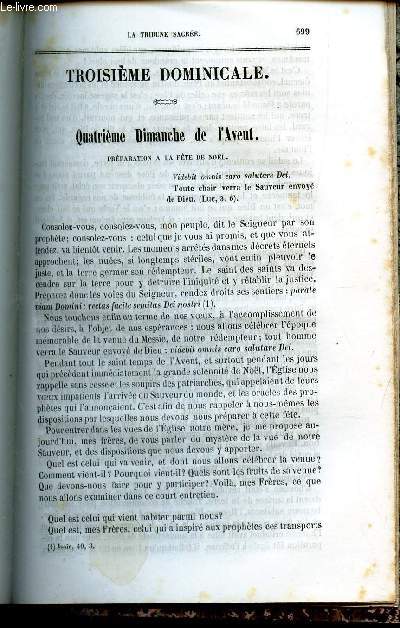 Le-livre.com
LA TRIBUNE SACRÉE.
699
TROISIÈME DOMINICALE.
Quatrième Dimanche de l'Avent.
PRÉPARATION A LA FÊTE DE NOËL.
Videbit omnis caro salutare Dei.
Toute chair verra le Sauveur envoyé
de Dieu. (Luc, 3. 6).
Consolez-vous, consolez-vous, mon peuple, dit le Seigneur par son
prophète; consolez-vous : celui que je vous ai promis, et que vous at-
tendez va bientôt venir. Les moments arrêtés dans mes décrets éternels
approchent; les nuées, si longtemps stériles, vont enfin pleuvoir le
juste, et la terre germer son rédempteur. Le saint des saints va des-
cendre sur la terre pour y détruire l'iniquité et y rétablir la justice.
Préparez donc les voies du Seigneur, rendez droits ses sentiers : parate
viam Domini : rectas facite semitas Dei nostri (1).
Nous touchons enfin au terme de nos vœux, à l'accomplissement de
nos désirs, à l'objet de nos espérances : nous allons célébrer l'époque
mémorable de la venue du Messie, de notre rédempteur; tout homme
verra le Sauveur envoyé de Dieu : videbit omnis caro salutare Dei.
Pendant tout le saint temps de l'Avent, et surtout pendant les jours
qui précèdent immédiatement la grande solennité de Noël, l'Église nous
rappelle sans cesse les soupirs des patriarches, qui appelaient de leurs
vœux impatients l'arrivée du Sauveur du monde, et les oracles des pro-
phètes qui l'annonçaient. C'est afin de nous rappeler à nous-mêmes les
dispositions par lesquelles nous devons nous préparer à cette fête.
Pour entrer dans les vues de l'Église notre mère, je me propose au-
jourd'hui, mes frères, de vous parler du mystère de la vue de notre
Sauveur, et des dispositions que nous devons y apporter.
Quel est celui qui va venir, et dont nous allons célébrer la venue?
Comment vient-il? Pourquoi vient-il? Quels sont les fruits de sa venue?
Que devons-nous faire pour y participer? Voilà, mes Frères, ce que
nous allons examiner dans ce court entretien.
Quel est celui qui vient habiter parmi nous?
Quel est, mes Frères, celui qui a inspiré aux prophètes ces transports
(1) Isaïe, 40, 3.